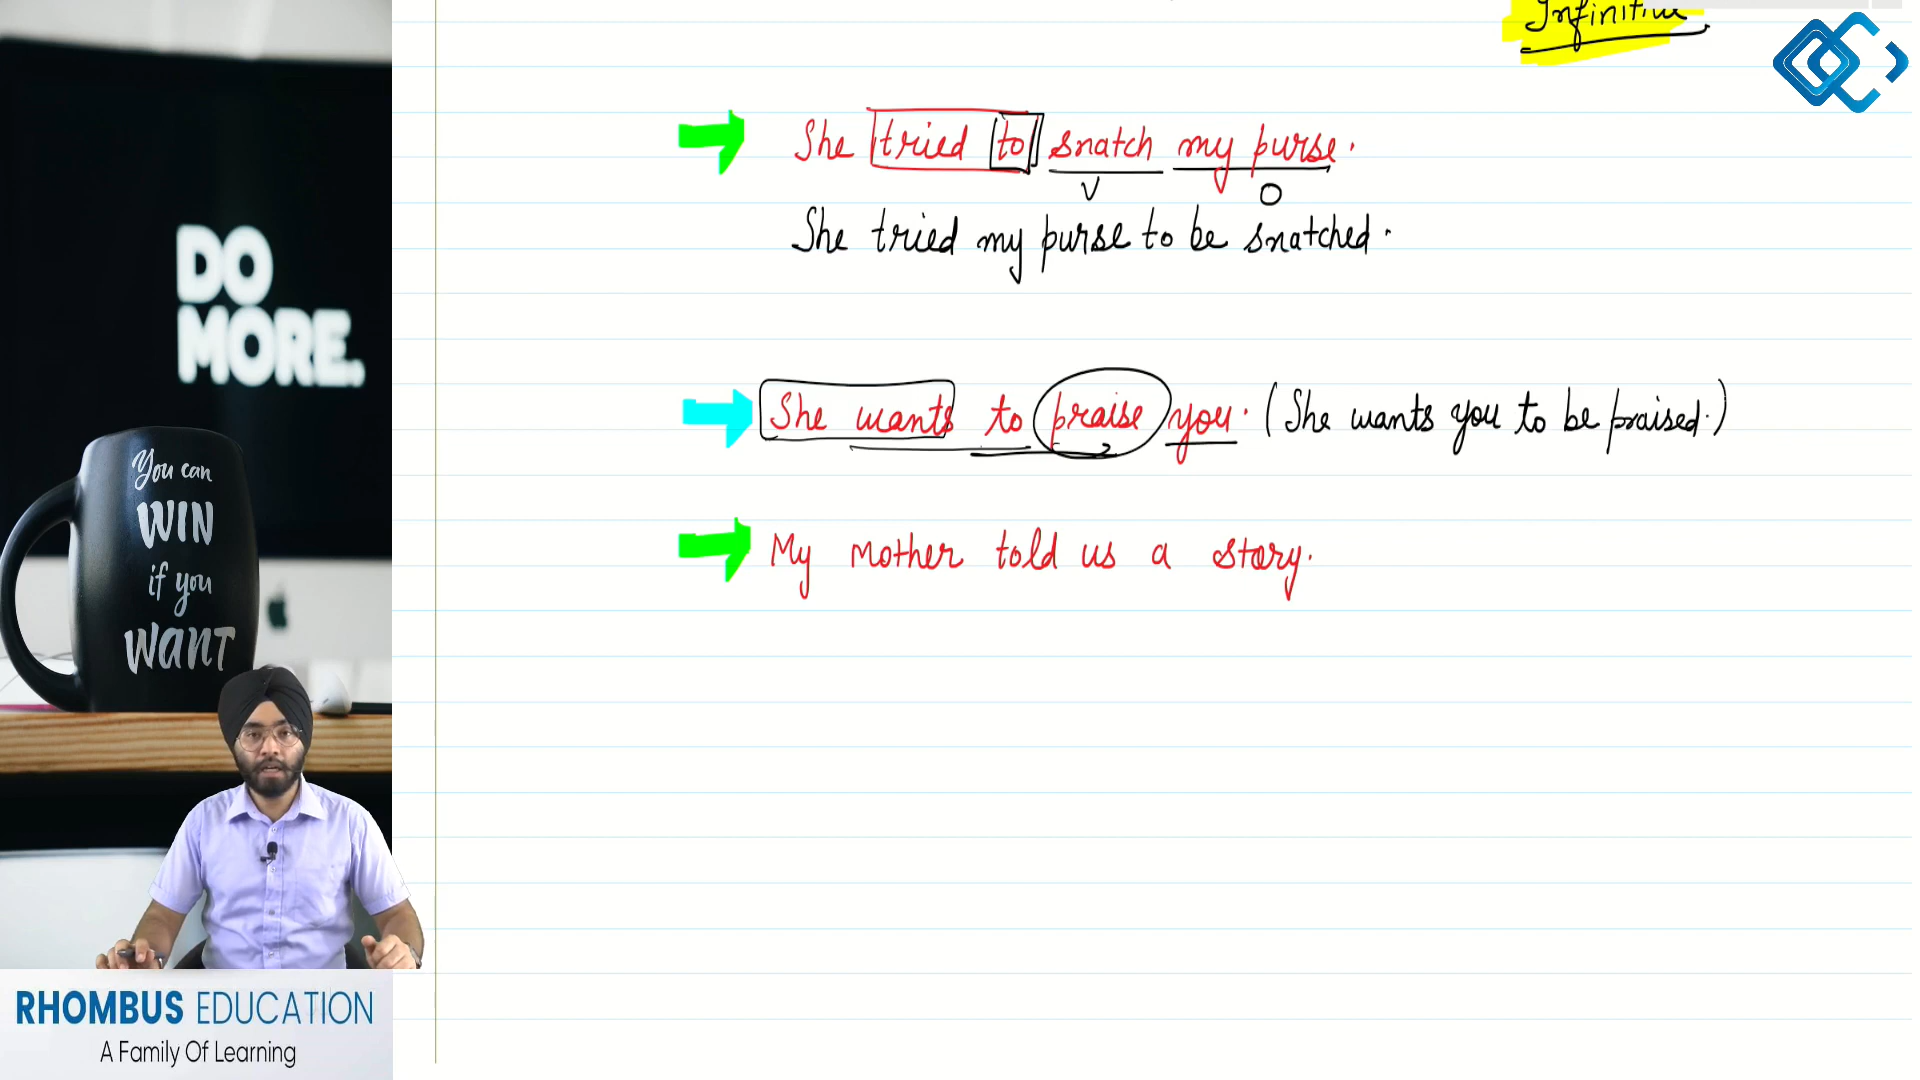 Infinitive
She tried to snatch my purse.
V O
She tried my purse to be snatched.
She wants to praise you. (She wants you to be praised.)
My mother told us a story.
DO
MORE.
You can
WIN
if you
WANT
RHOMBUS EDUCATION
A Family Of Learning